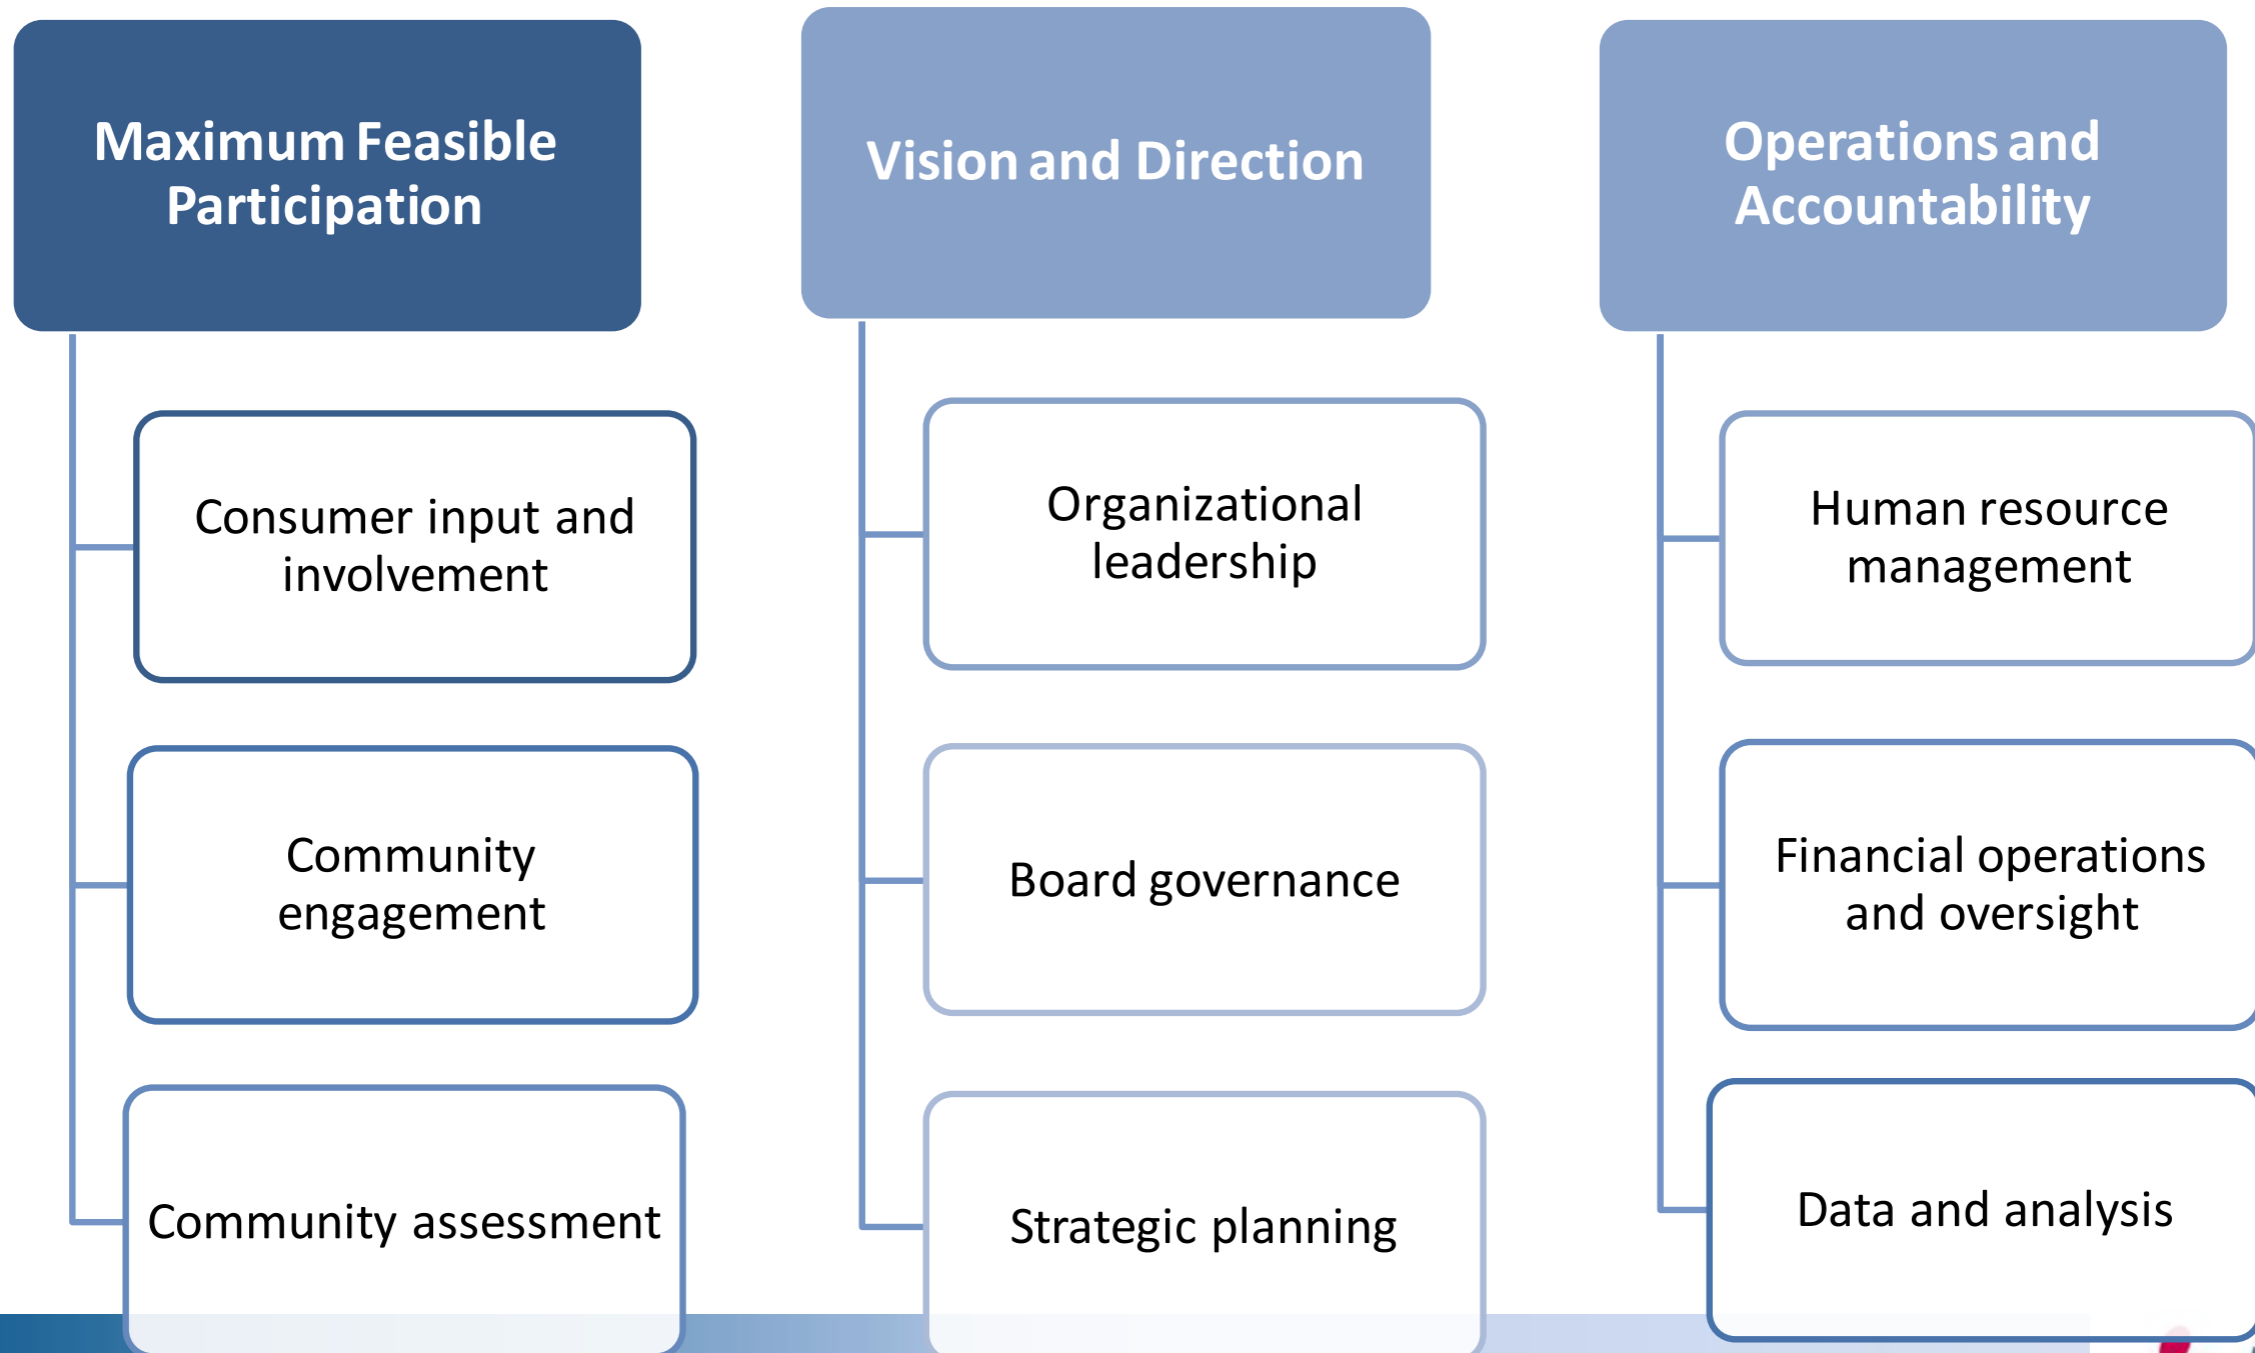 Maximum Feasible
Participation
Consumer input and
involvement
Community
engagement
Community assessment
Vision and Direction
Organizational
leadership
Board governance
Strategic planning
Operations and
Accountability
Human resource
management
Financial operations
and oversight
Data and analysis